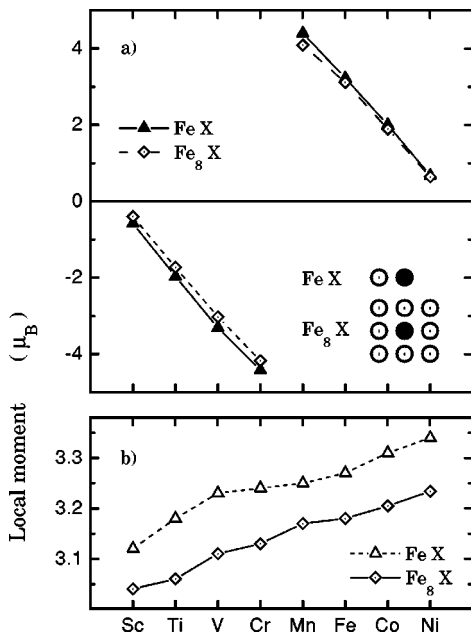 4
a)
Fe X
Fe8 X
2
0
-2
Fe X
Fe8 X
-4
Local moment (μB)
b)
3.3
3.2
3.1
Fe X
Fe8 X
Sc Ti V Cr Mn Fe Co Ni